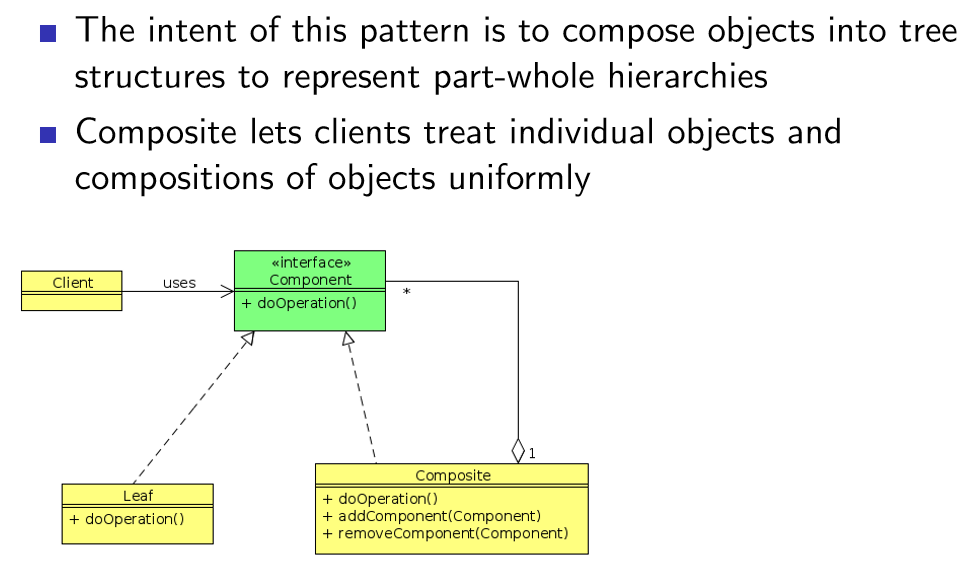 The intent of this pattern is to compose objects into tree
structures to represent part-whole hierarchies
Composite lets clients treat individual objects and
compositions of objects uniformly
«interface»
Component
+ doOperation()
Client
uses
*
1
Leaf
+ doOperation()
Composite
+ doOperation()
+ addComponent(Component)
+ removeComponent(Component)